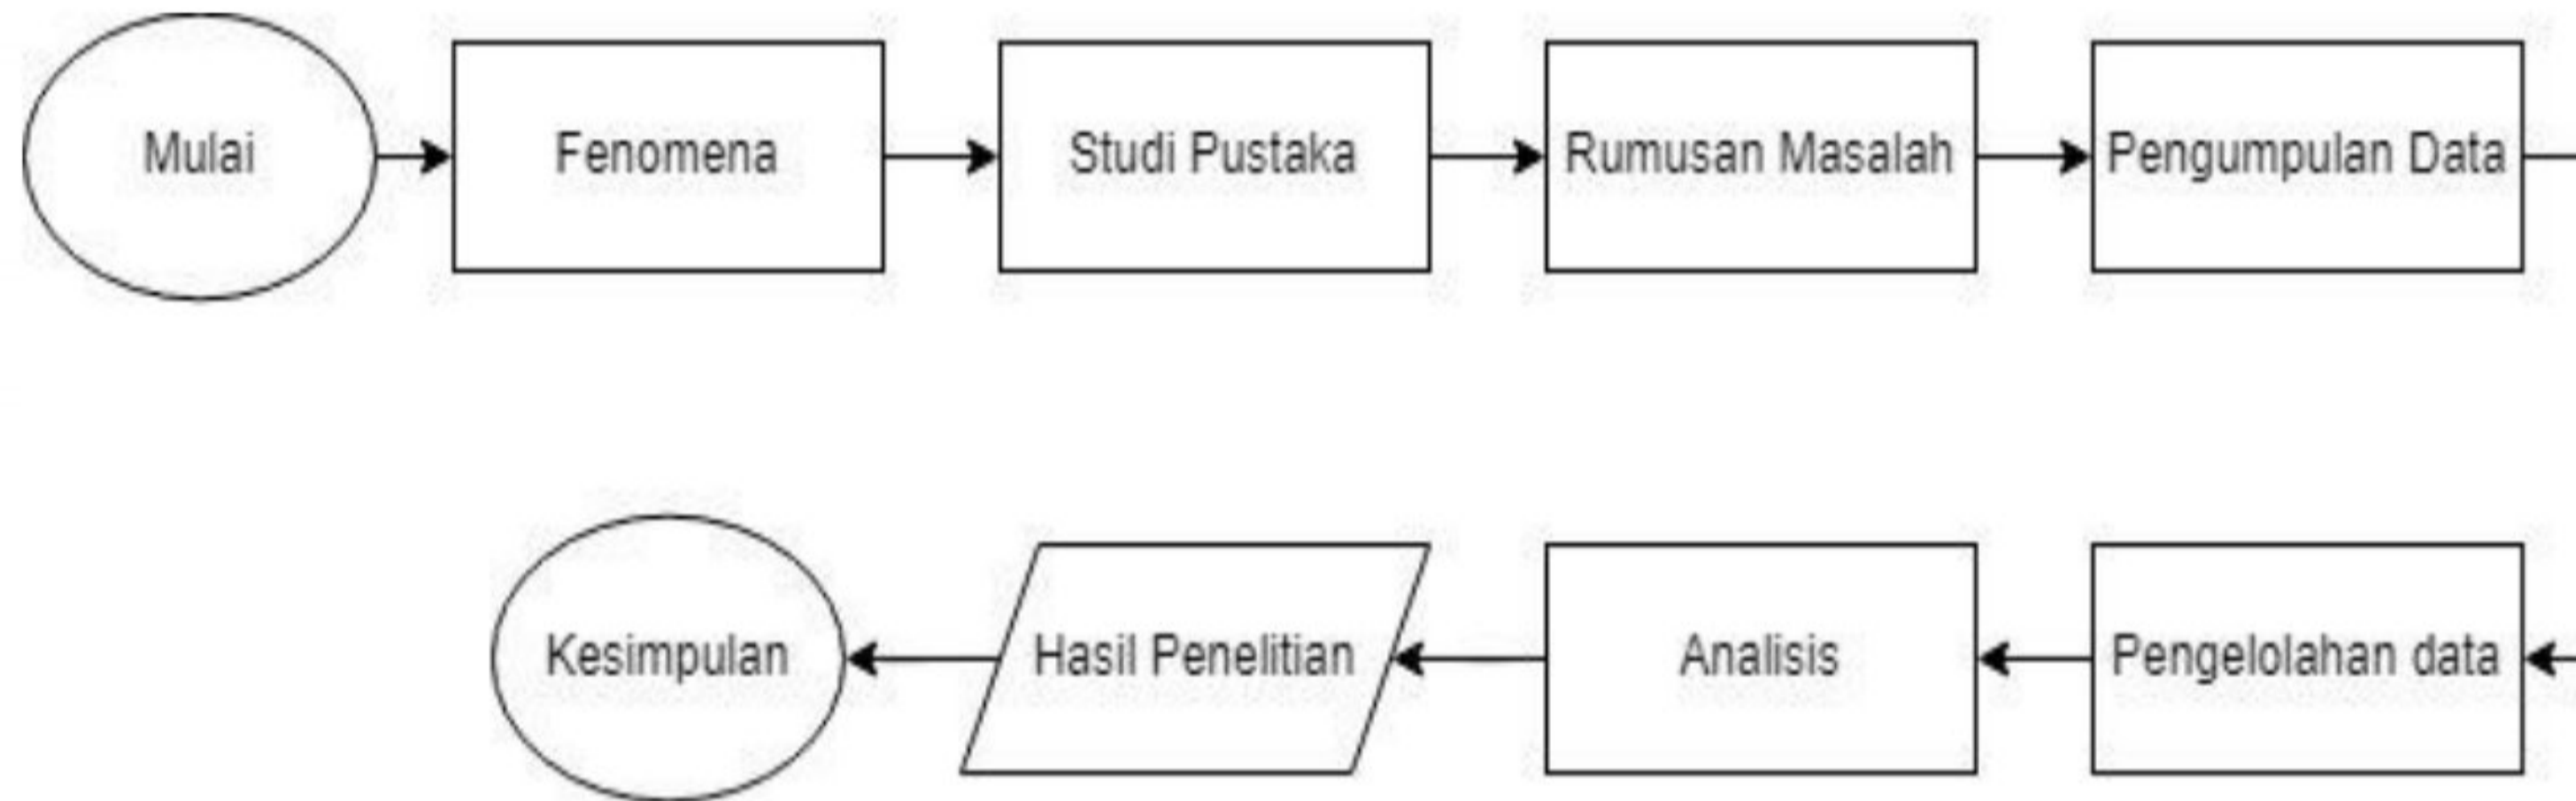 Mulai
Fenomena
Studi Pustaka
Rumusan Masalah
Pengumpulan Data
Pengelolahan data
Analisis
Hasil Penelitian
Kesimpulan